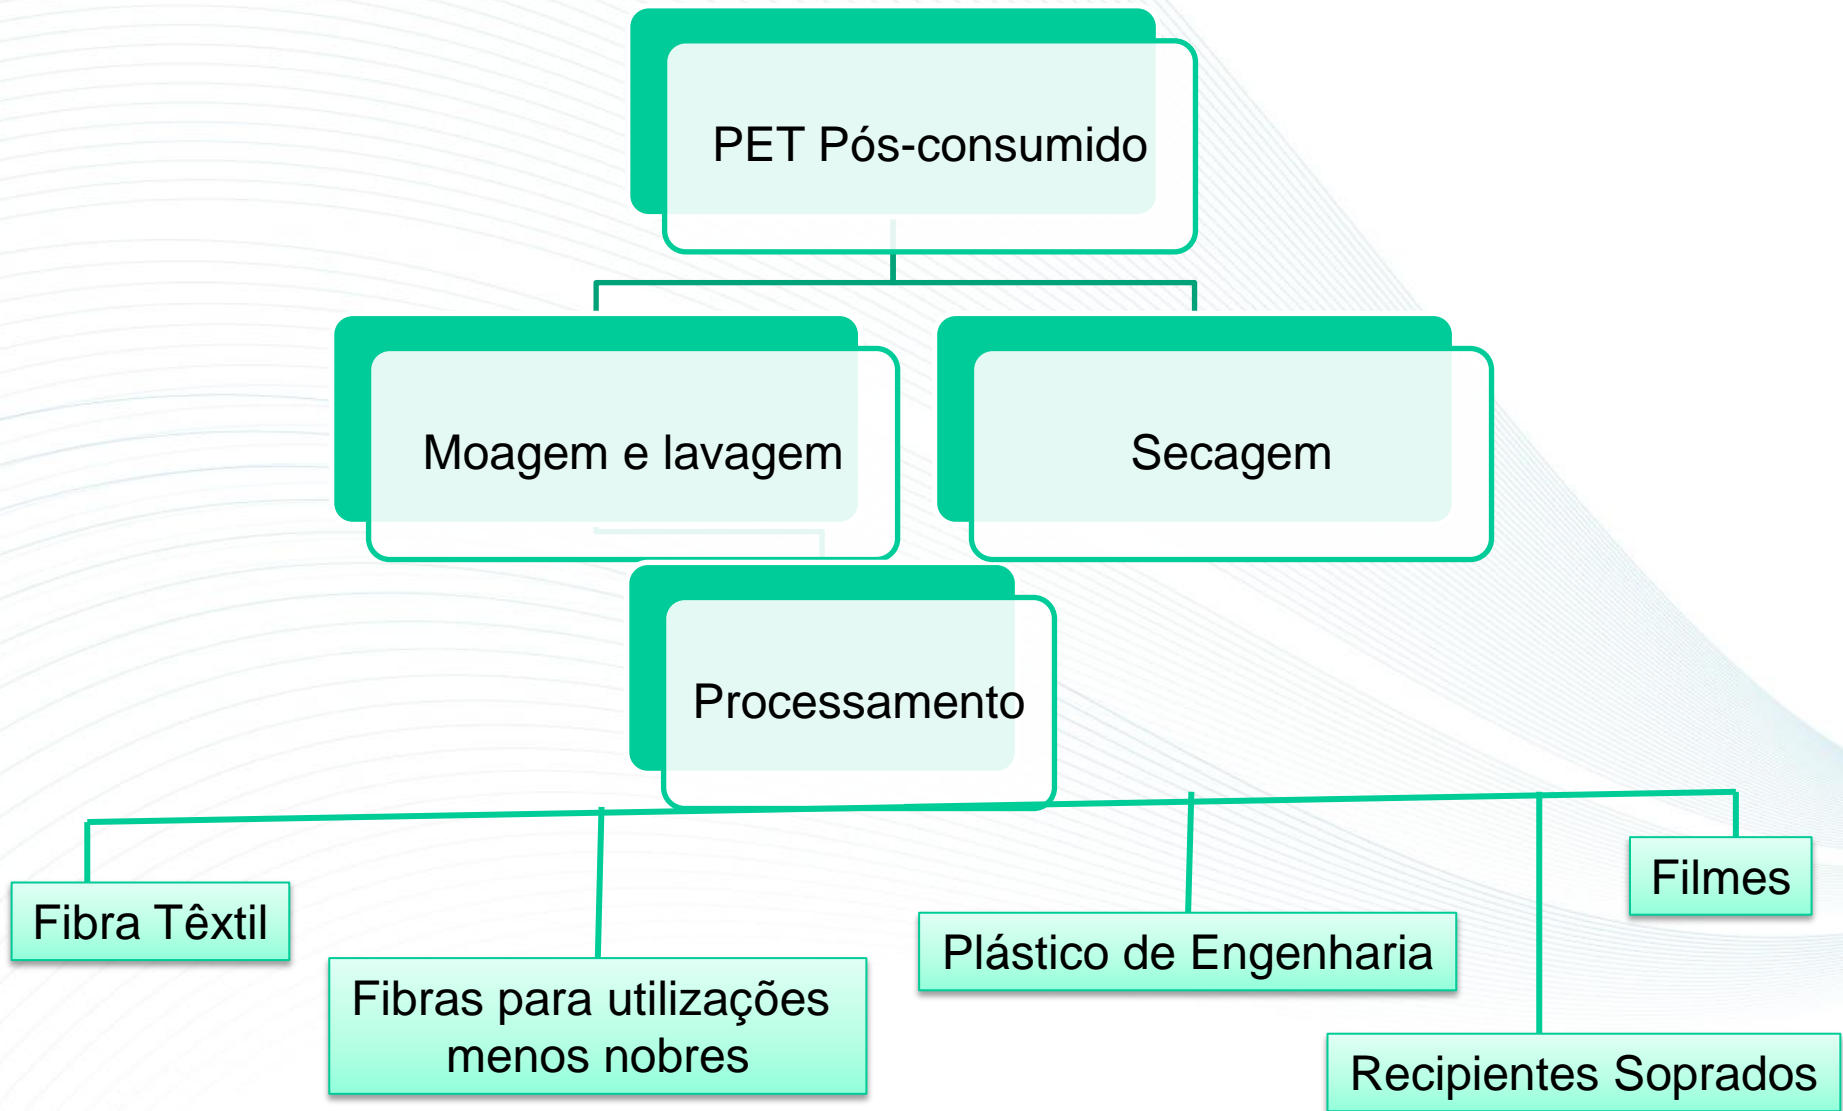 PET Pós-consumido
Moagem e lavagem
Secagem
Processamento
Fibra Têxtil
Fibras para utilizações
menos nobres
Plástico de Engenharia
Recipientes Soprados
Filmes